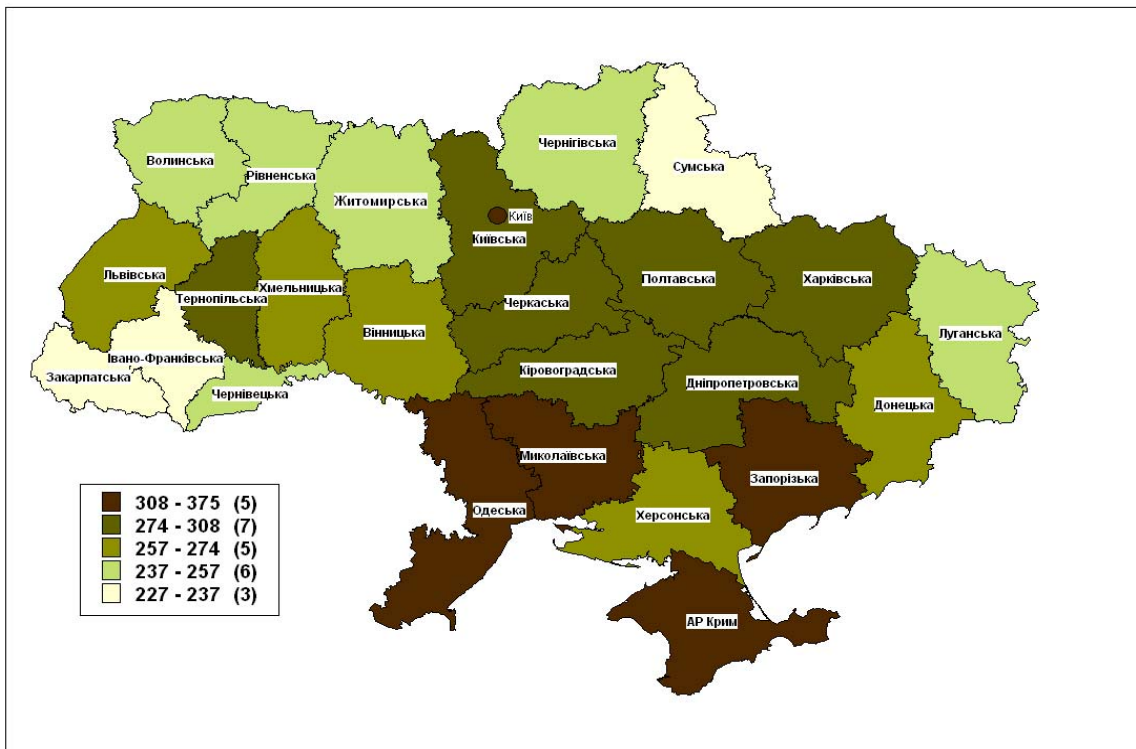 Чернігівська
Сумська
Волинська
Рівненська
Житомирська
Київ
Київська
Львівська
Тернопільська
Хмельницька
Полтавська
Харківська
Черкаська
Вінницька
Луганська
Івано-Франківська
Закарпатська
Чернівецька
Кіровоградська
Дніпропетровська
Донецька
Миколаївська
Запорізька
Одеська
Херсонська
АР Крим
308 - 375 (5)
274 - 308 (7)
257 - 274 (5)
237 - 257 (6)
227 - 237 (3)